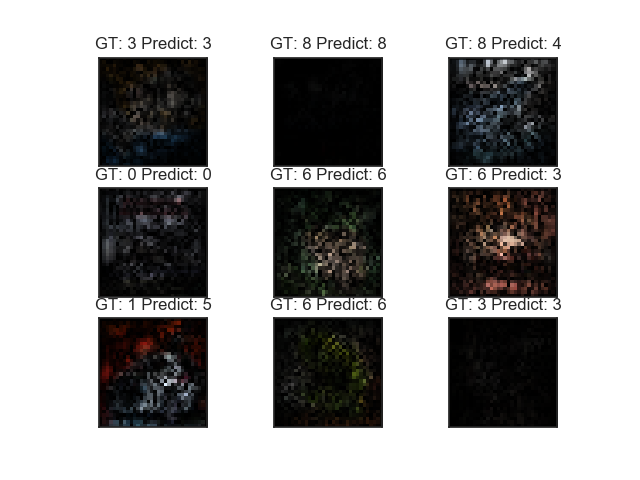 GT: 3 Predict: 3
GT: 8 Predict: 8
GT: 8 Predict: 4
GT: 0 Predict: 0
GT: 6 Predict: 6
GT: 6 Predict: 3
GT: 1 Predict: 5
GT: 6 Predict: 6
GT: 3 Predict: 3